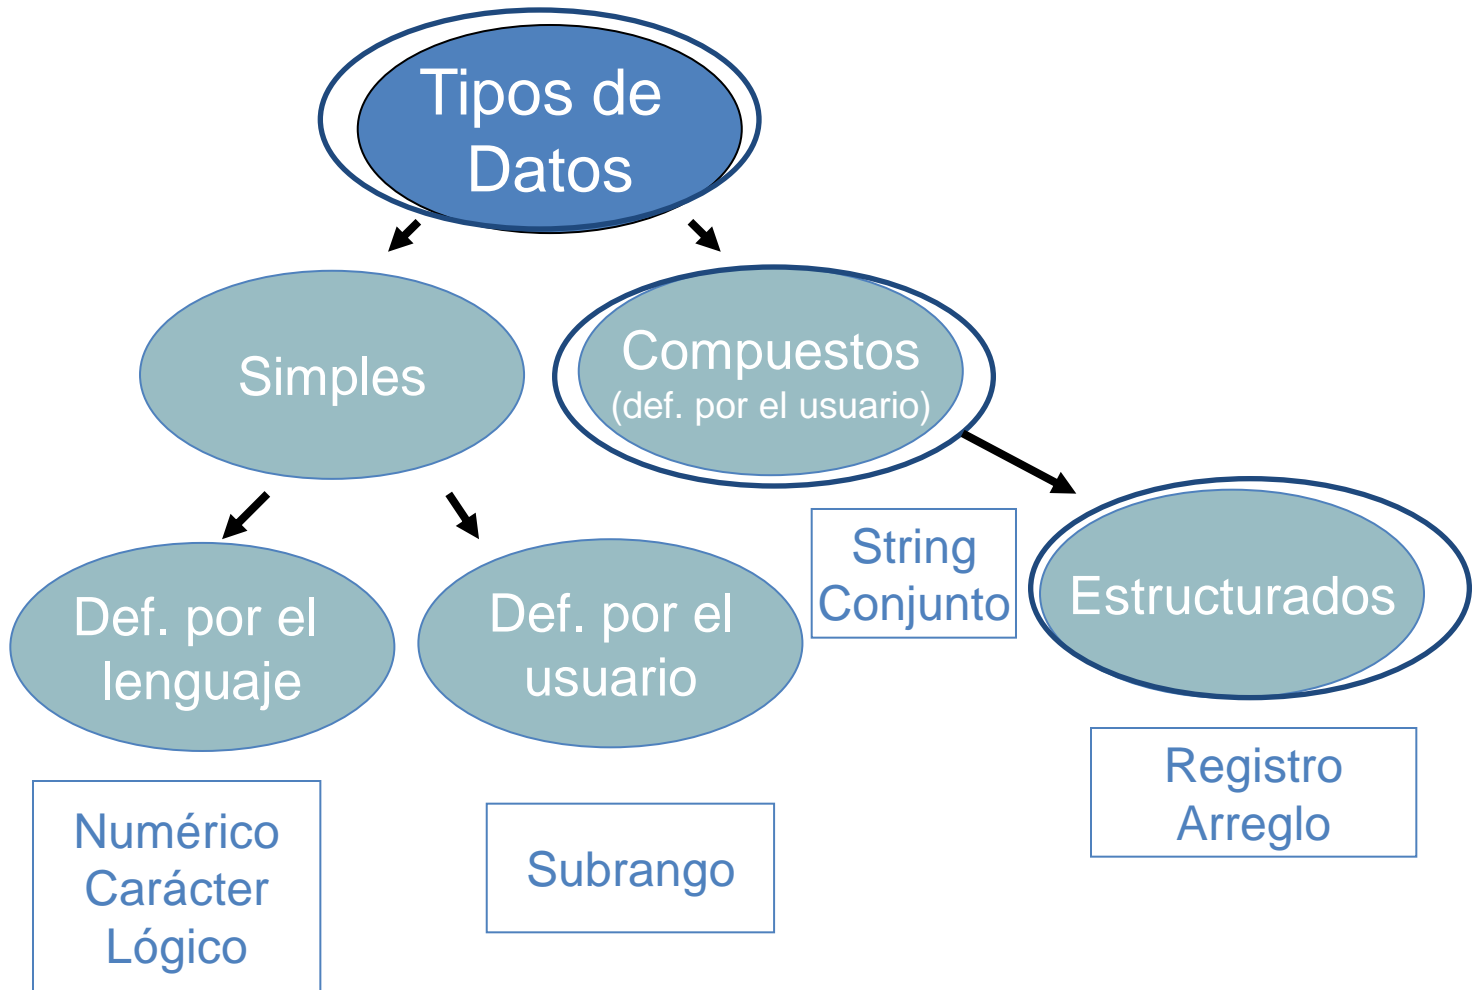 Tipos de
Datos
Simples
Compuestos
(def. por el usuario)
String
Conjunto
Estructurados
Def. por el
lenguaje
Def. por el
usuario
Registro
Arreglo
Numérico
Carácter
Lógico
Subrango